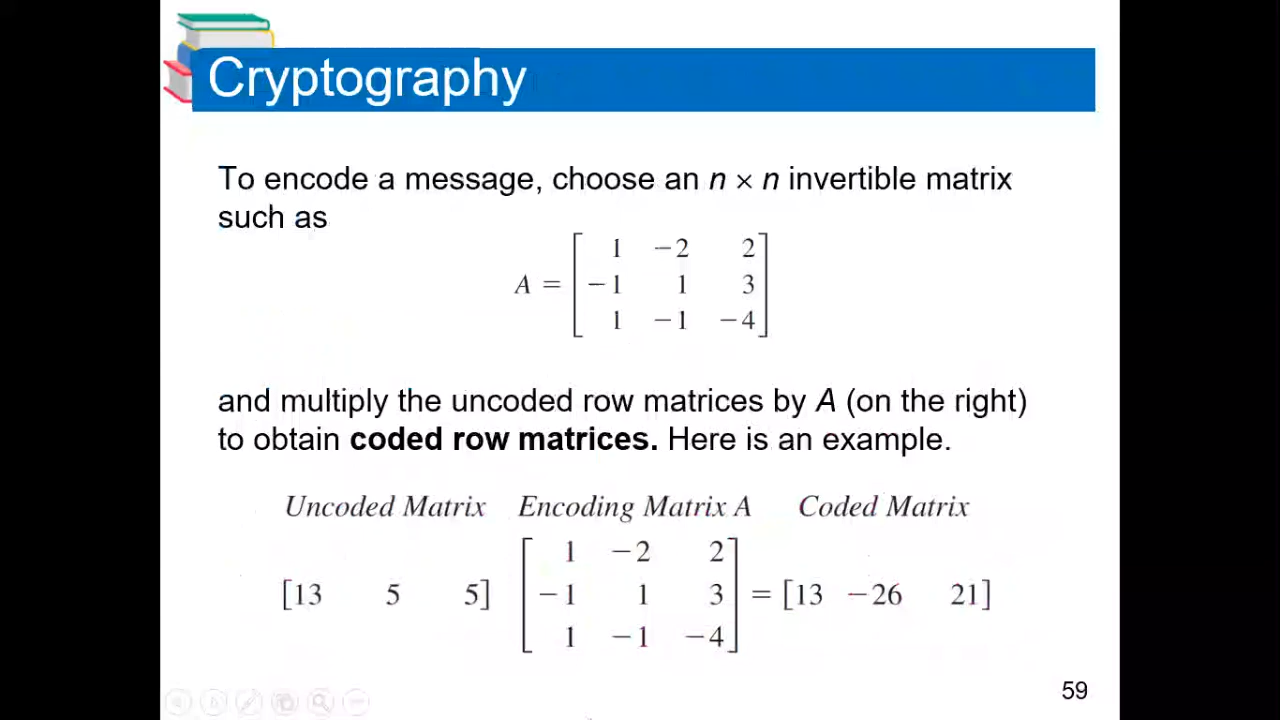 Cryptography
To encode a message, choose an n × n invertible matrix
such as
1 −2 2
A = −1 1 3
1 −1 −4
and multiply the uncoded row matrices by A (on the right)
to obtain coded row matrices. Here is an example.
Uncoded Matrix Encoding Matrix A Coded Matrix
1 −2 2
[13 5 5] −1 1 3 = [13 −26 21]
1 −1 −4
59